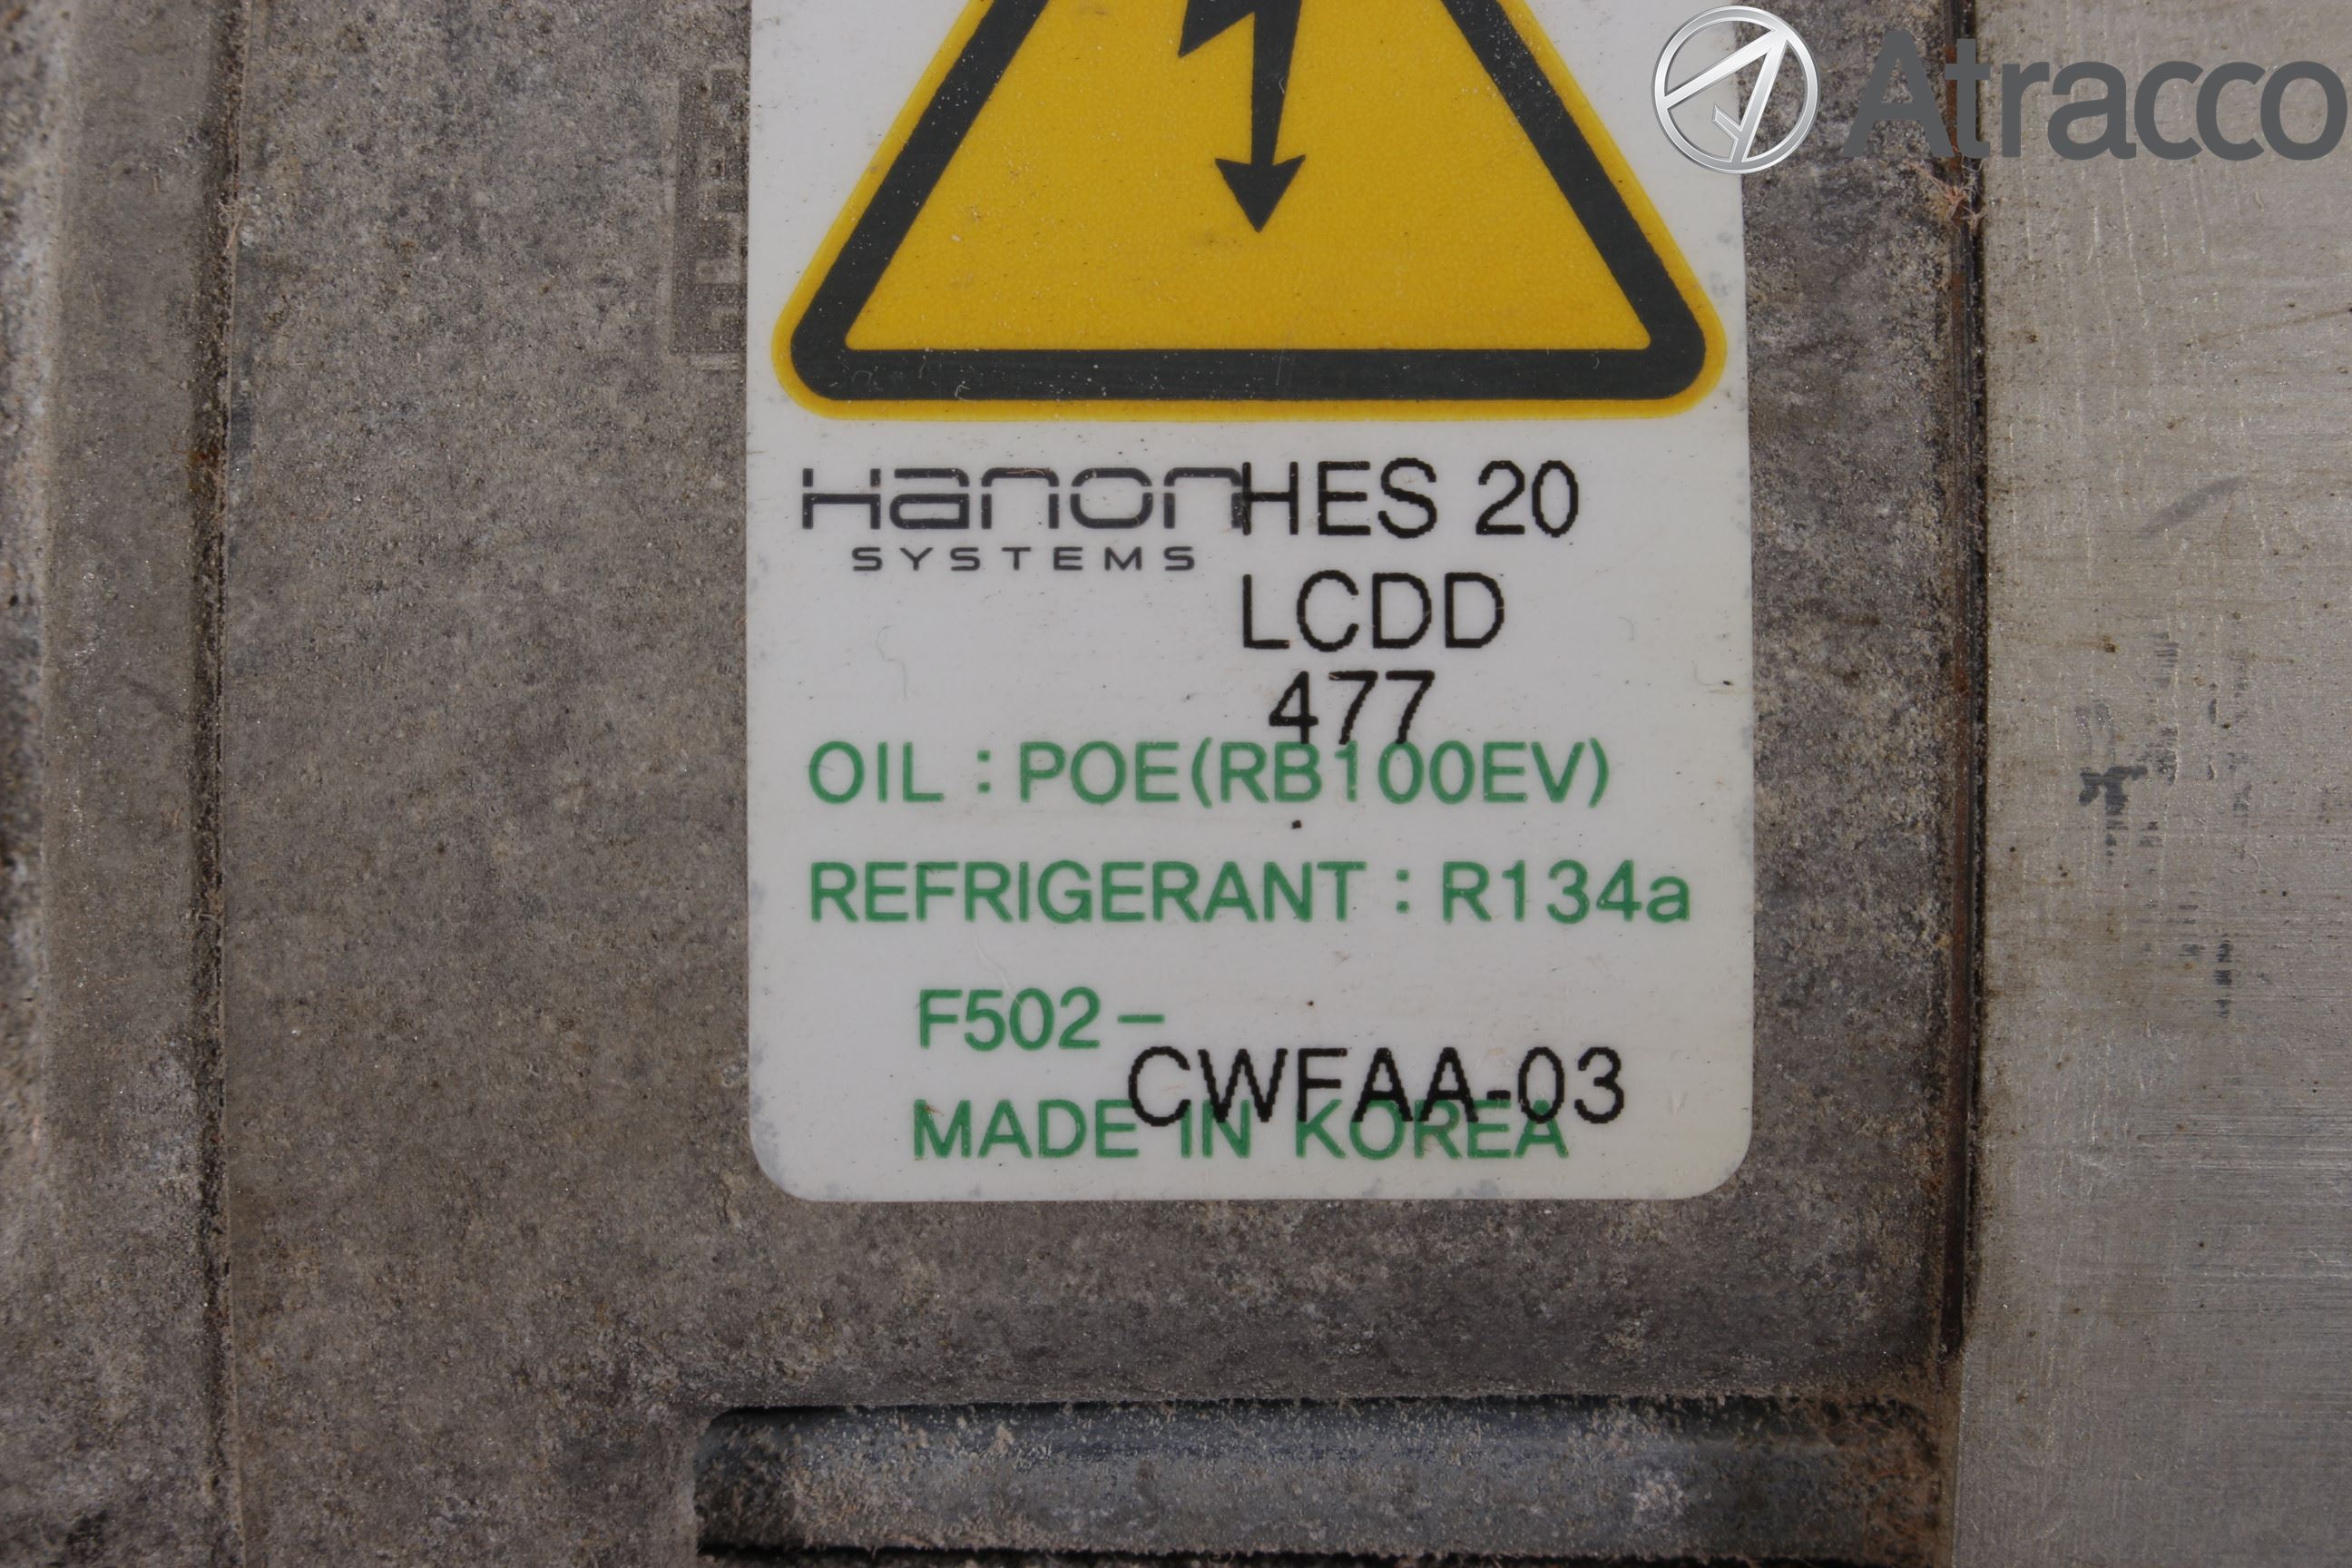 Atracco
Hanon HES 20
SYSTEMS
LCDD
477
OIL : POE(RB100EV)
REFRIGERANT : R134a
F502-
CWFAA-03
MADE IN KOREA